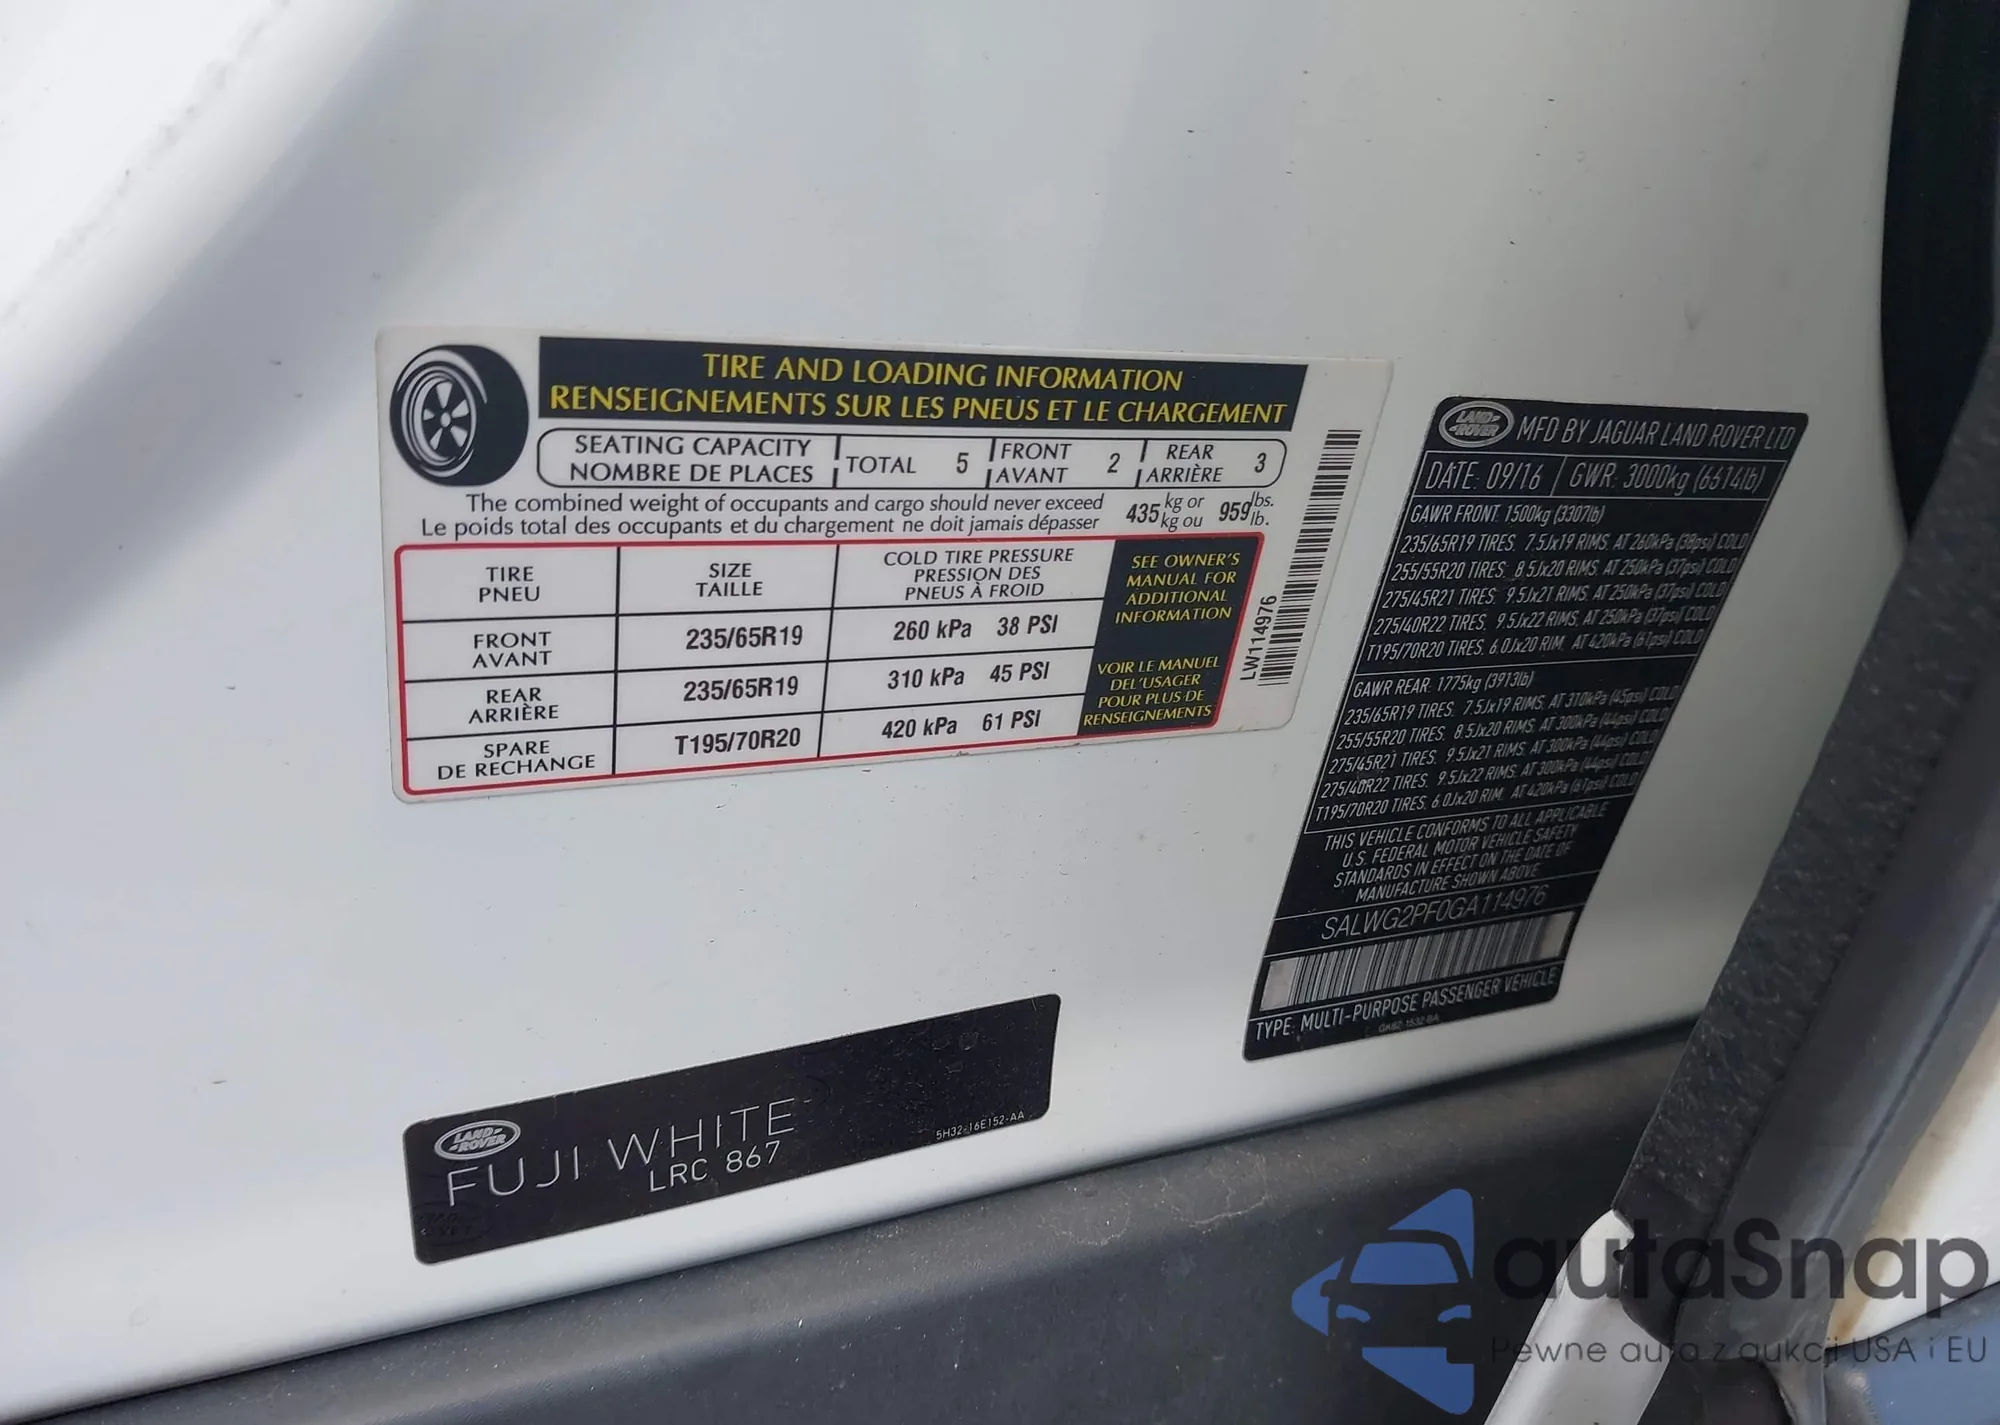 TIRE AND LOADING INFORMATION
RENSEIGNEMENTS SUR LES PNEUS ET LE CHARGEMENT
SEATING CAPACITY
NOMBRE DE PLACES
TOTAL 5
FRONT
AVANT 2
REAR
ARRIÈRE 3
The combined weight of occupants and cargo should never exceed
Le poids total des occupants et du chargement ne doit jamais dépasser
435 kg or
kg ou
959 lbs.
lb.
TIRE
PNEU
SIZE
TAILLE
COLD TIRE PRESSURE
PRESSION DES
PNEUS À FROID
FRONT
AVANT
235/65R19
260 kPa 38 PSI
REAR
ARRIÈRE
235/65R19
310 kPa 45 PSI
SPARE
DE RECHANGE
T195/70R20
420 kPa 61 PSI
SEE OWNER'S
MANUAL FOR
ADDITIONAL
INFORMATION
VOIR LE MANUEL
DEL'USAGER
POUR PLUS DE
RENSEIGNEMENTS
LW114976
LAND-
-ROVER
MFD BY JAGUAR LAND ROVER LTD
DATE: 09/16 GWR: 3000kg (6614lb)
GAWR FRONT: 1500kg (3307lb)
235/65R19 TIRES, 7.5Jx19 RIMS, AT 260kPa (38psi) COLD
255/55R20 TIRES, 8.5Jx20 RIMS, AT 250kPa (37psi) COLD
275/45R21 TIRES, 9.5Jx21 RIMS, AT 250kPa (37psi) COLD
275/40R22 TIRES, 9.5Jx22 RIMS, AT 250kPa (37psi) COLD
T195/70R20 TIRES, 6.0Jx20 RIM, AT 420kPa (61psi) COLD
GAWR REAR: 1775kg (3913lb)
235/65R19 TIRES, 7.5Jx19 RIMS, AT 310kPa (45psi) COLD
255/55R20 TIRES, 8.5Jx20 RIMS, AT 300kPa (44psi) COLD
275/45R21 TIRES, 9.5Jx21 RIMS, AT 300kPa (44psi) COLD
275/40R22 TIRES, 9.5Jx22 RIMS, AT 300kPa (44psi) COLD
T195/70R20 TIRES, 6.0Jx20 RIM, AT 420kPa (61psi) COLD
THIS VEHICLE CONFORMS TO ALL APPLICABLE
U.S. FEDERAL MOTOR VEHICLE SAFETY
STANDARDS IN EFFECT ON THE DATE OF
MANUFACTURE SHOWN ABOVE
SALWG2PF0GA114976
TYPE: MULTI-PURPOSE PASSENGER VEHICLE
LAND-
-ROVER
FUJI WHITE
LRC 867
5H32-16E152-AA
autaSnap
Pewne auta z aukcji USA i EU